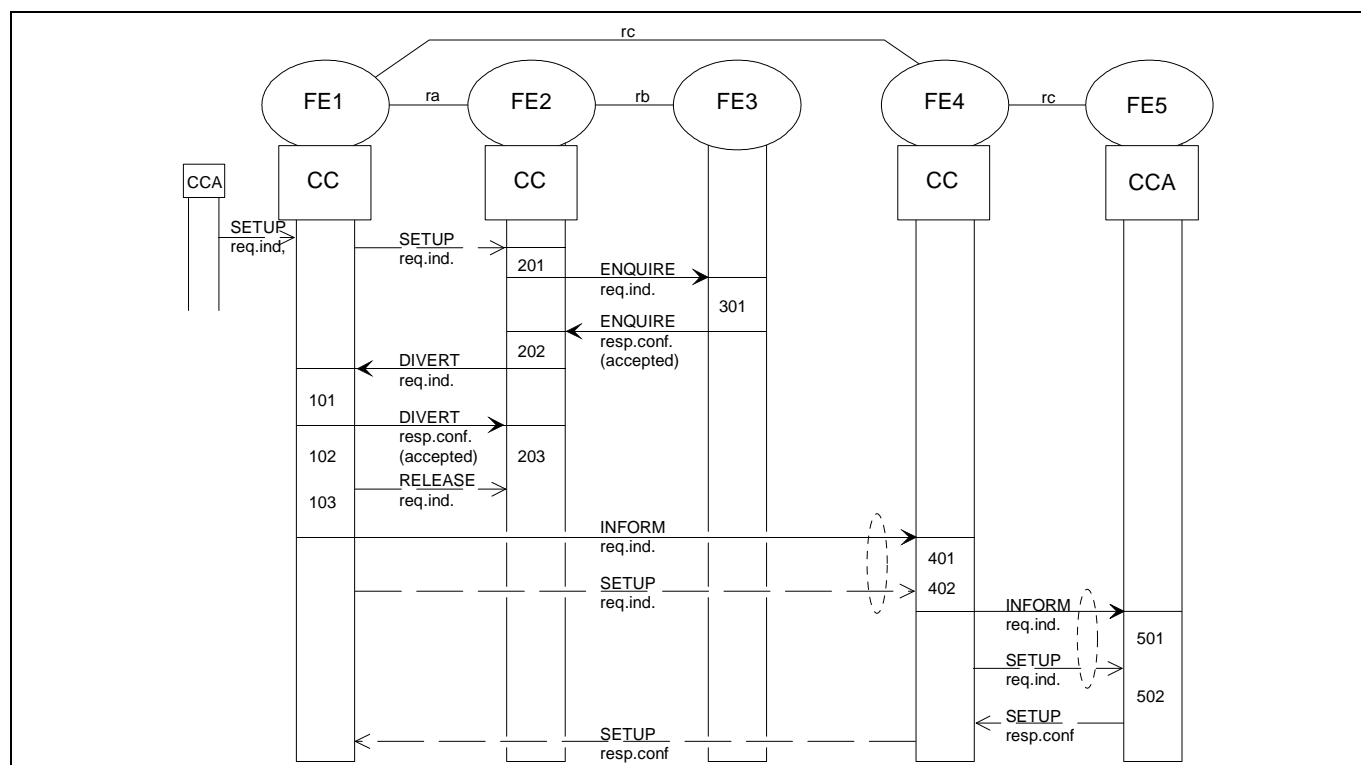 rc
FE1
ra
FE2
rb
FE3
FE4
rc
FE5
CCA
CC
CC
CC
CCA
SETUP
req.ind,
SETUP
req.ind.
201
ENQUIRE
req.ind.
301
ENQUIRE
resp.conf.
(accepted)
202
DIVERT
req.ind.
101
DIVERT
resp.conf.
(accepted)
102
203
RELEASE
req.ind.
103
INFORM
req.ind.
401
SETUP
req.ind.
402
INFORM
req.ind.
501
SETUP
req.ind.
502
SETUP
resp.conf
SETUP
resp.conf